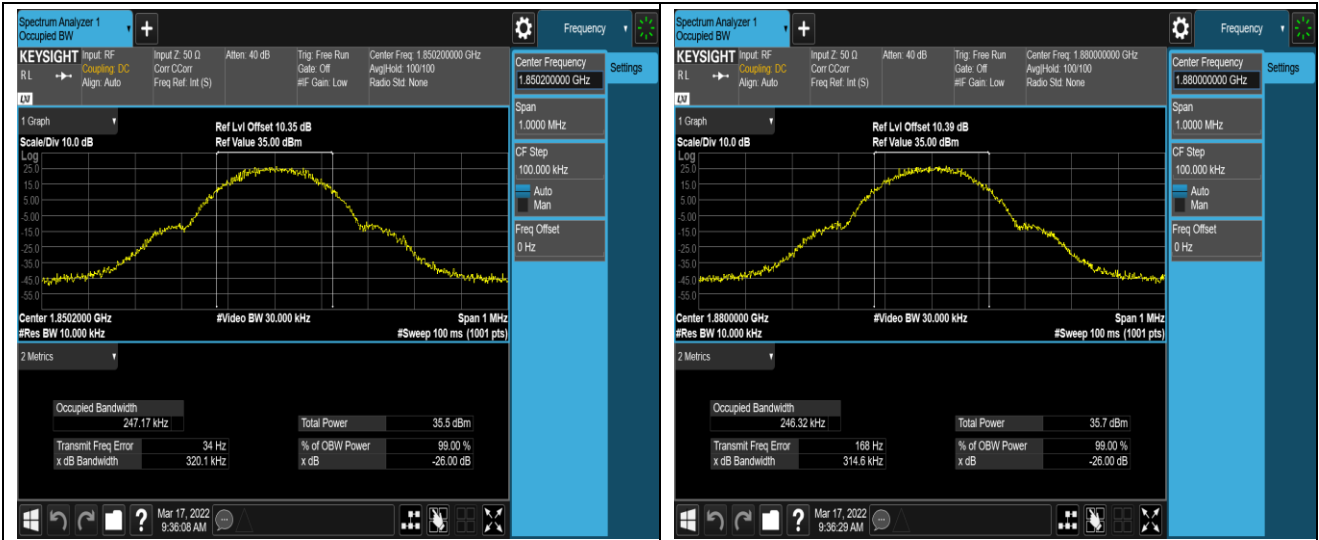 Spectrum Analyzer 1
Occupied BW
+
Frequency
KEYSIGHT Input: RF Input Z: 50 Ω Atten: 40 dB Trig: Free Run Center Freq: 1.850200000 GHz
RL Coupling: DC Corr CCorr Gate: Off Avg|Hold: 100/100
Align: Auto Freq Ref: Int (S) #IF Gain: Low Radio Std: None
LXI
Center Frequency
1.850200000 GHz
Settings
Span
1.0000 MHz
CF Step
100.000 kHz
Auto
Man
Freq Offset
0 Hz
1 Graph
Ref Lvl Offset 10.35 dB
Scale/Div 10.0 dB Ref Value 35.00 dBm
Log
25.0
15.0
5.00
-5.00
-15.0
-25.0
-35.0
-45.0
-55.0
Center 1.8502000 GHz #Video BW 30.000 kHz Span 1 MHz
#Res BW 10.000 kHz #Sweep 100 ms (1001 pts)
2 Metrics
Occupied Bandwidth
247.17 kHz Total Power 35.5 dBm
Transmit Freq Error 34 Hz % of OBW Power 99.00 %
x dB Bandwidth 320.1 kHz x dB -26.00 dB
?
Mar 17, 2022
9:36:08 AM
Spectrum Analyzer 1
Occupied BW
+
Frequency
KEYSIGHT Input: RF Input Z: 50 Ω Atten: 40 dB Trig: Free Run Center Freq: 1.880000000 GHz
RL Coupling: DC Corr CCorr Gate: Off Avg|Hold: 100/100
Align: Auto Freq Ref: Int (S) #IF Gain: Low Radio Std: None
LXI
Center Frequency
1.880000000 GHz
Settings
Span
1.0000 MHz
CF Step
100.000 kHz
Auto
Man
Freq Offset
0 Hz
1 Graph
Ref Lvl Offset 10.39 dB
Scale/Div 10.0 dB Ref Value 35.00 dBm
Log
25.0
15.0
5.00
-5.00
-15.0
-25.0
-35.0
-45.0
-55.0
Center 1.8800000 GHz #Video BW 30.000 kHz Span 1 MHz
#Res BW 10.000 kHz #Sweep 100 ms (1001 pts)
2 Metrics
Occupied Bandwidth
246.32 kHz Total Power 35.7 dBm
Transmit Freq Error 168 Hz % of OBW Power 99.00 %
x dB Bandwidth 314.6 kHz x dB -26.00 dB
?
Mar 17, 2022
9:36:29 AM